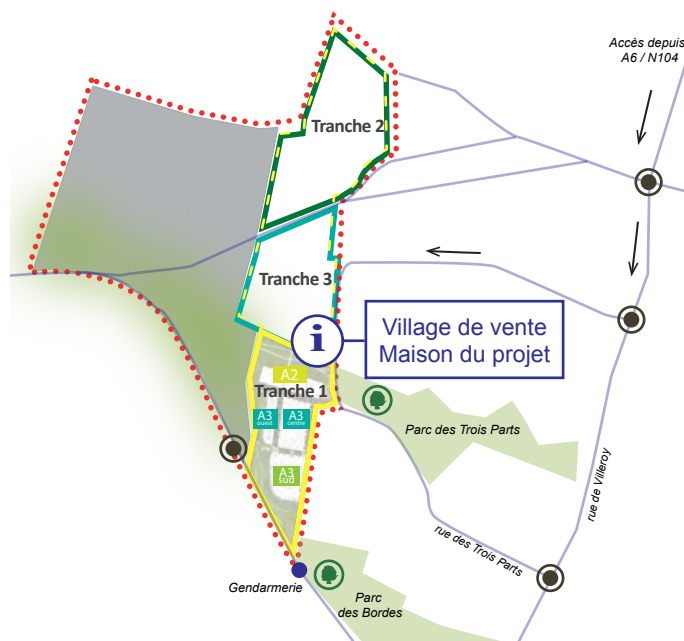 Accès depuis
A6 / N104
Tranche 2
Tranche 3
i
Village de vente
Maison du projet
A2
Tranche 1
A3
ouest
A3
centre
A3
sud
Parc des Trois Parts
rue de Villeroy
rue des Trois Parts
Gendarmerie
Parc
des Bordes